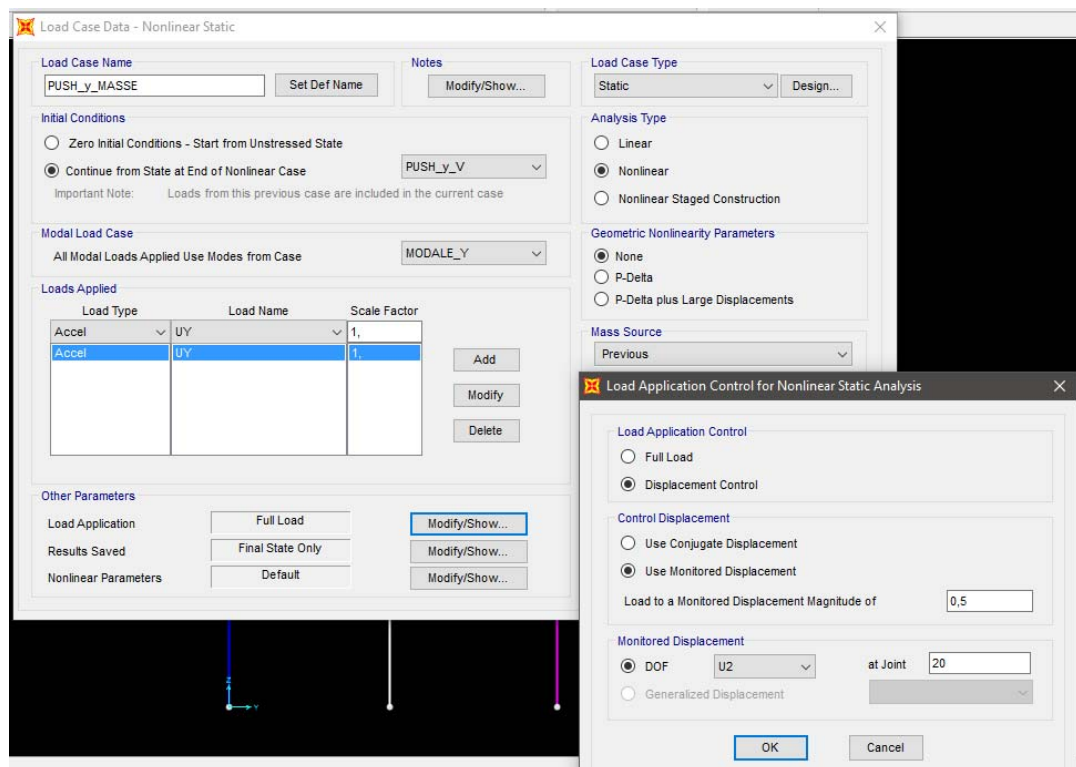 Load Case Data - Nonlinear Static
Load Case Name
PUSH_y_MASSE
Set Def Name
Notes
Modify/Show...
Load Case Type
Static
Design...
Initial Conditions
Zero Initial Conditions - Start from Unstressed State
Continue from State at End of Nonlinear Case
PUSH_y_V
Important Note: Loads from this previous case are included in the current case
Analysis Type
Linear
Nonlinear
Nonlinear Staged Construction
Modal Load Case
All Modal Loads Applied Use Modes from Case
MODALE_Y
Geometric Nonlinearity Parameters
None
P-Delta
P-Delta plus Large Displacements
Loads Applied
Load Type Load Name Scale Factor
Accel UY 1,
Accel UY 1,
Add
Modify
Delete
Mass Source
Previous
Other Parameters
Load Application Full Load Modify/Show...
Results Saved Final State Only Modify/Show...
Nonlinear Parameters Default Modify/Show...
Load Application Control for Nonlinear Static Analysis
Load Application Control
Full Load
Displacement Control
Control Displacement
Use Conjugate Displacement
Use Monitored Displacement
Load to a Monitored Displacement Magnitude of 0,5
Monitored Displacement
DOF U2 at Joint 20
Generalized Displacement
OK Cancel
Z
Y